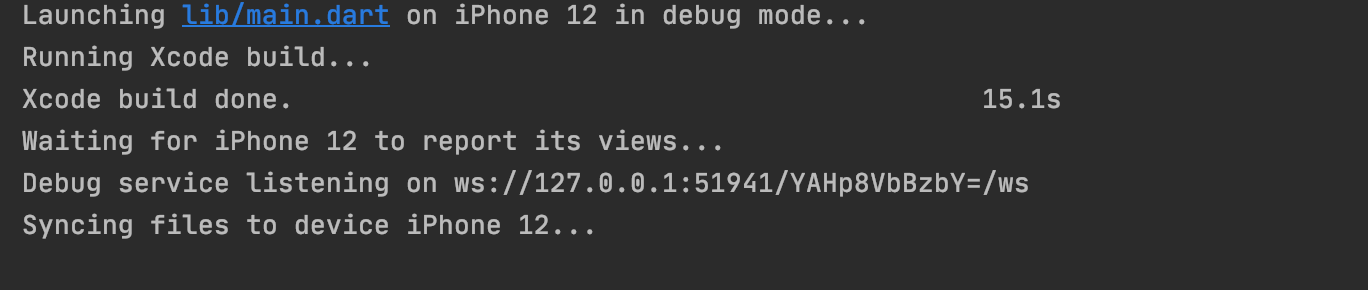 Launching lib/main.dart on iPhone 12 in debug mode...
Running Xcode build...
Xcode build done. 15.1s
Waiting for iPhone 12 to report its views...
Debug service listening on ws://127.0.0.1:51941/YAHp8VbBzbY=/ws
Syncing files to device iPhone 12...